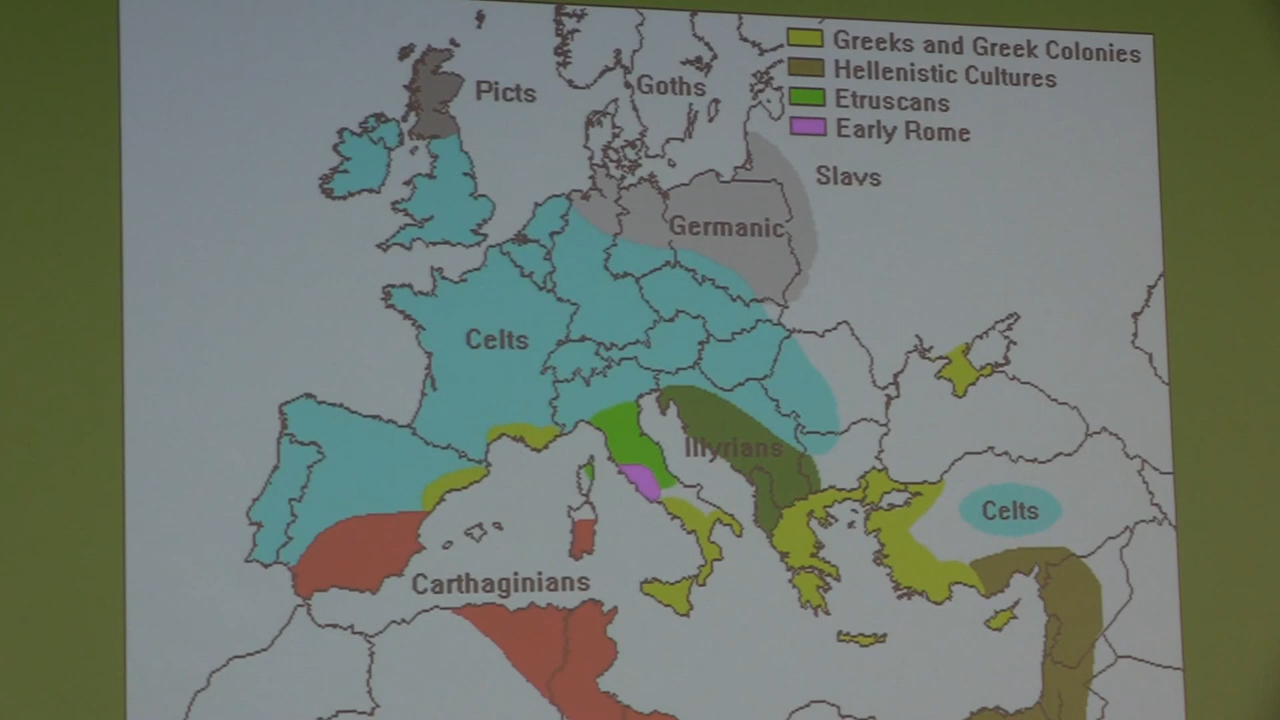 Greeks and Greek Colonies
Hellenistic Cultures
Etruscans
Early Rome
Picts
Goths
Slavs
Germanic
Celts
Illyrians
Celts
Carthaginians